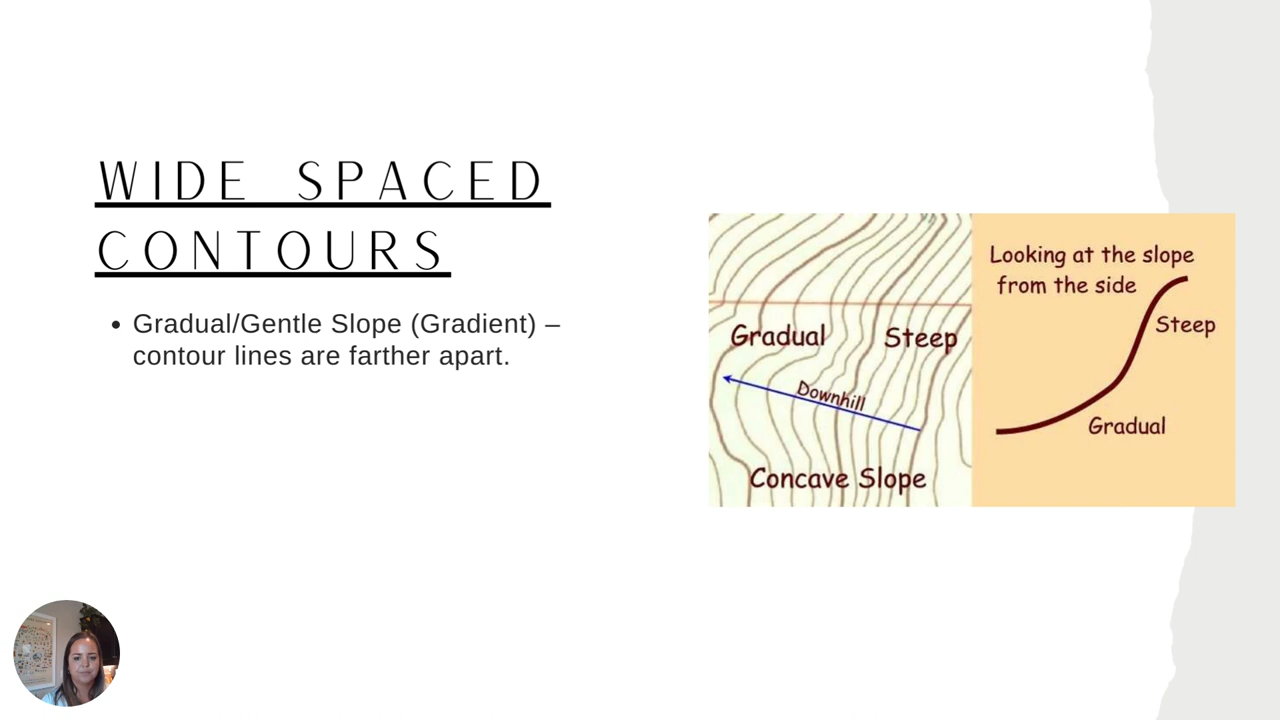 WIDE SPACED
CONTOURS
• Gradual/Gentle Slope (Gradient) –
contour lines are farther apart.
Gradual
Steep
Downhill
Concave Slope
Looking at the slope
from the side
Steep
Gradual